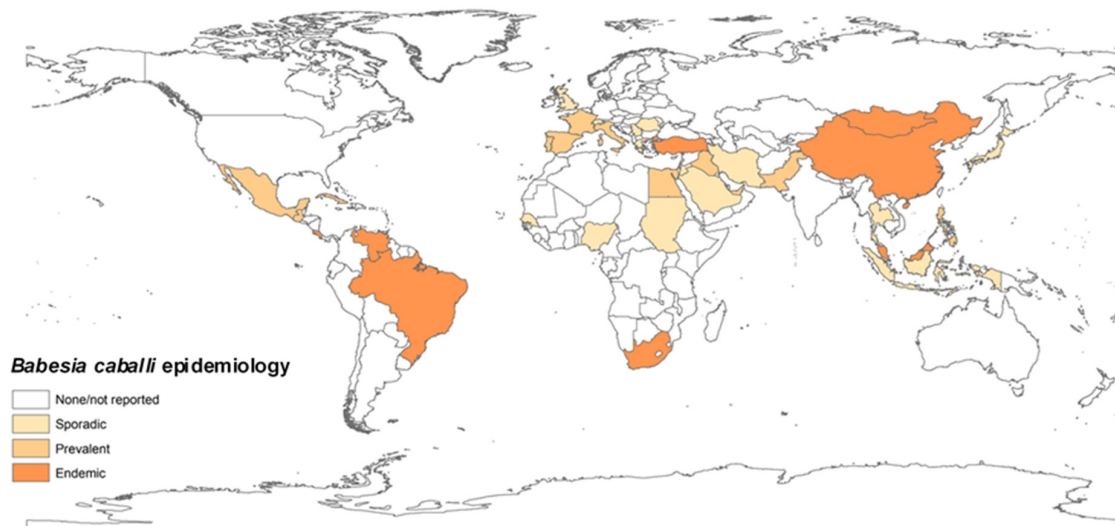 Babesia caballi epidemiology
None/not reported
Sporadic
Prevalent
Endemic